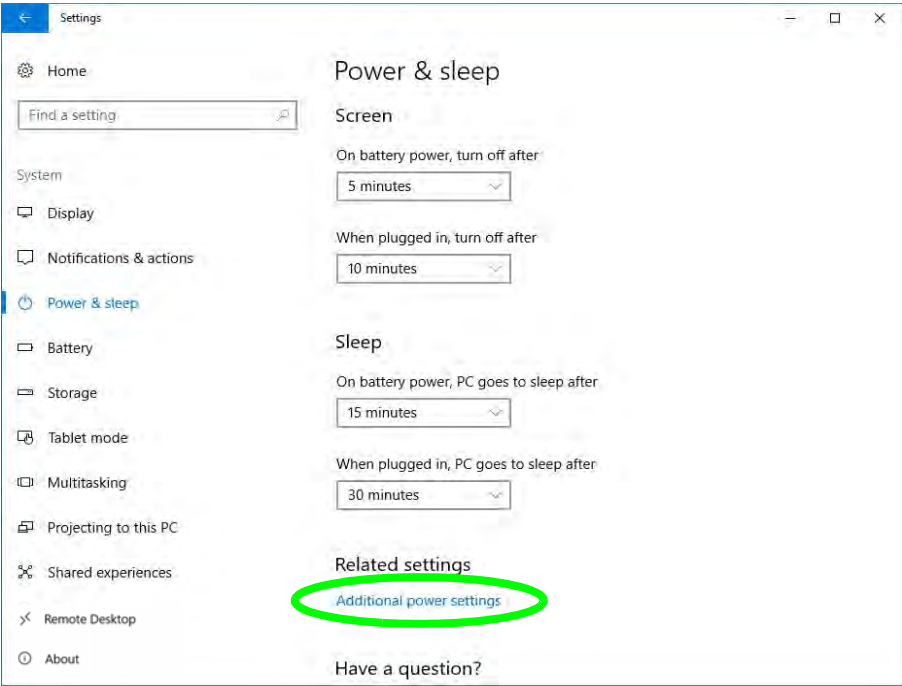 Settings
Home
Find a setting
System
Display
Notifications & actions
Power & sleep
Battery
Storage
Tablet mode
Multitasking
Projecting to this PC
Shared experiences
Remote Desktop
About
Power & sleep
Screen
On battery power, turn off after
5 minutes
When plugged in, turn off after
10 minutes
Sleep
On battery power, PC goes to sleep after
15 minutes
When plugged in, PC goes to sleep after
30 minutes
Related settings
Additional power settings
Have a question?